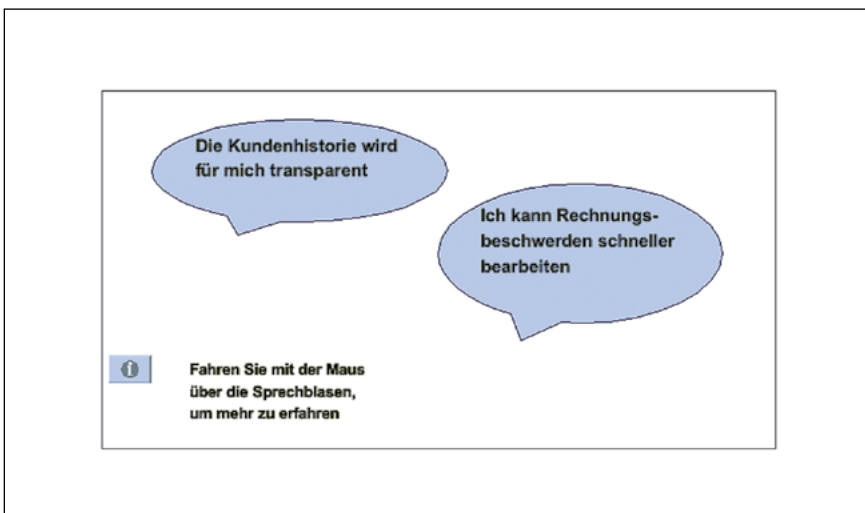 Die Kundenhistorie wird
für mich transparent
Ich kann Rechnungs-
beschwerden schneller
bearbeiten
Fahren Sie mit der Maus
über die Sprechblasen,
um mehr zu erfahren